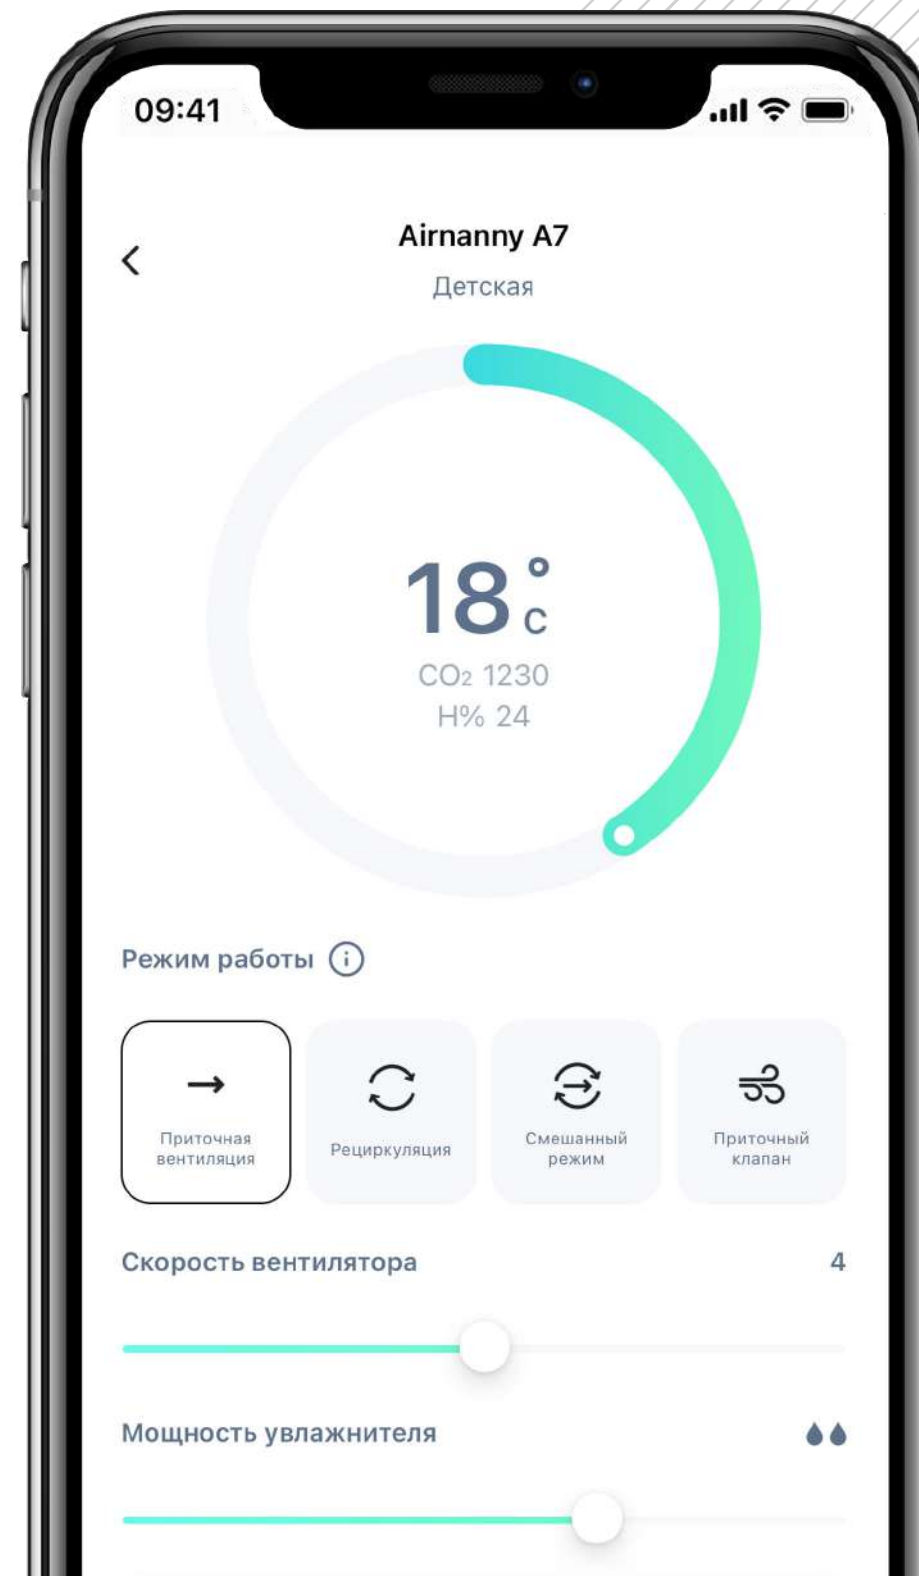 09:41
Airnanny A7
Детская
18°C
CO₂ 1230
H% 24
Режим работы
Приточная
вентиляция
Рециркуляция
Смешанный
режим
Приточный
клапан
Скорость вентилятора 4
Мощность увлажнителя